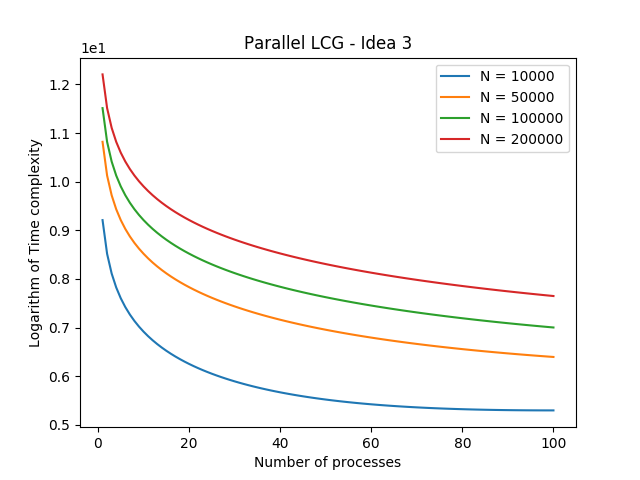 Parallel LCG - Idea 3
1e1
N = 10000
N = 50000
N = 100000
N = 200000
1.2
1.1
1.0
0.9
0.8
0.7
0.6
0.5
Logarithm of Time complexity
0 20 40 60 80 100
Number of processes